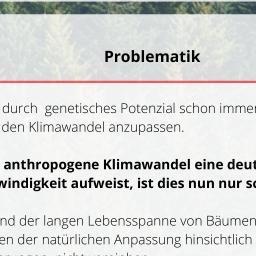 Problematik
durch genetisches Potenzial schon immer
den Klimawandel anzupassen.
anthropogene Klimawandel eine deut
windigkeit aufweist, ist dies nun nur sc
nd der langen Lebensspanne von Bäumen
en der natürlichen Anpassung hinsichtlich